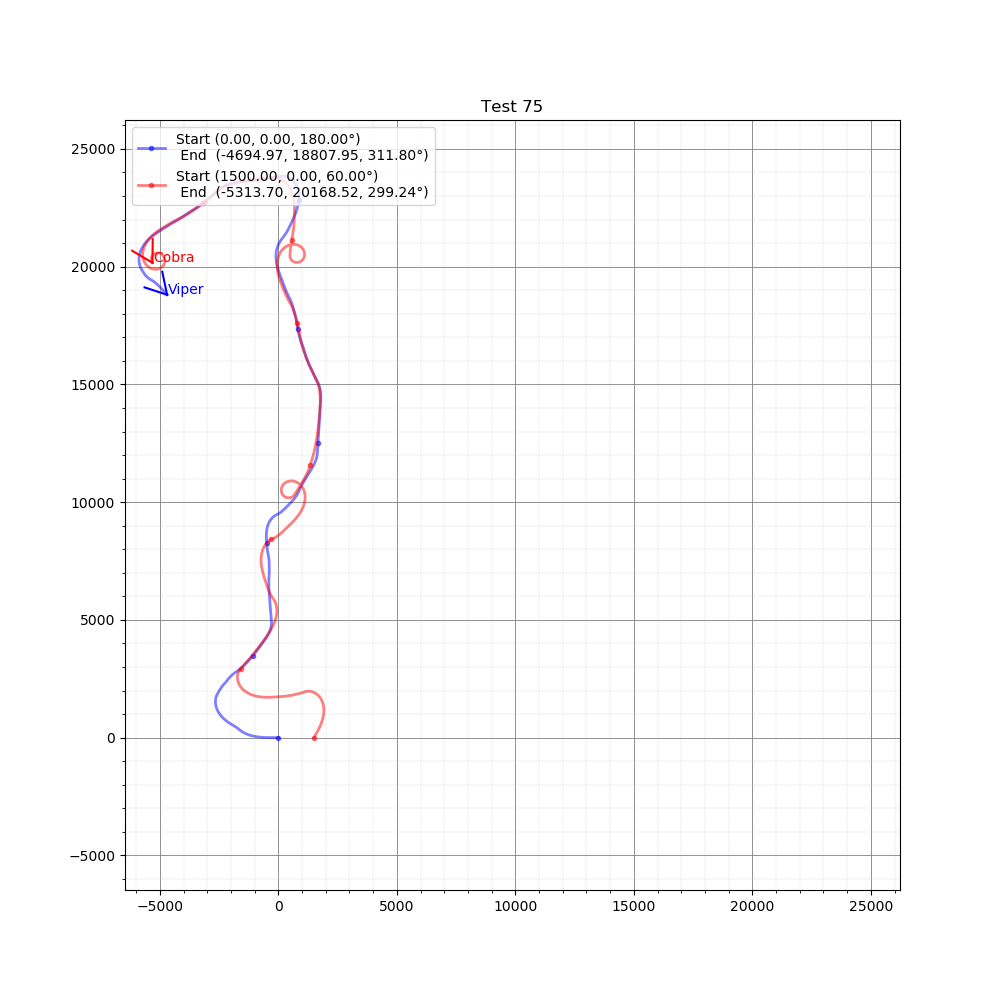 Test 75
Start (0.00, 0.00, 180.00°)
End  (-4694.97, 18807.95, 311.80°)
Start (1500.00, 0.00, 60.00°)
End  (-5313.70, 20168.52, 299.24°)
25000
20000
15000
10000
5000
0
−5000
Cobra
Viper
−5000 0 5000 10000 15000 20000 25000